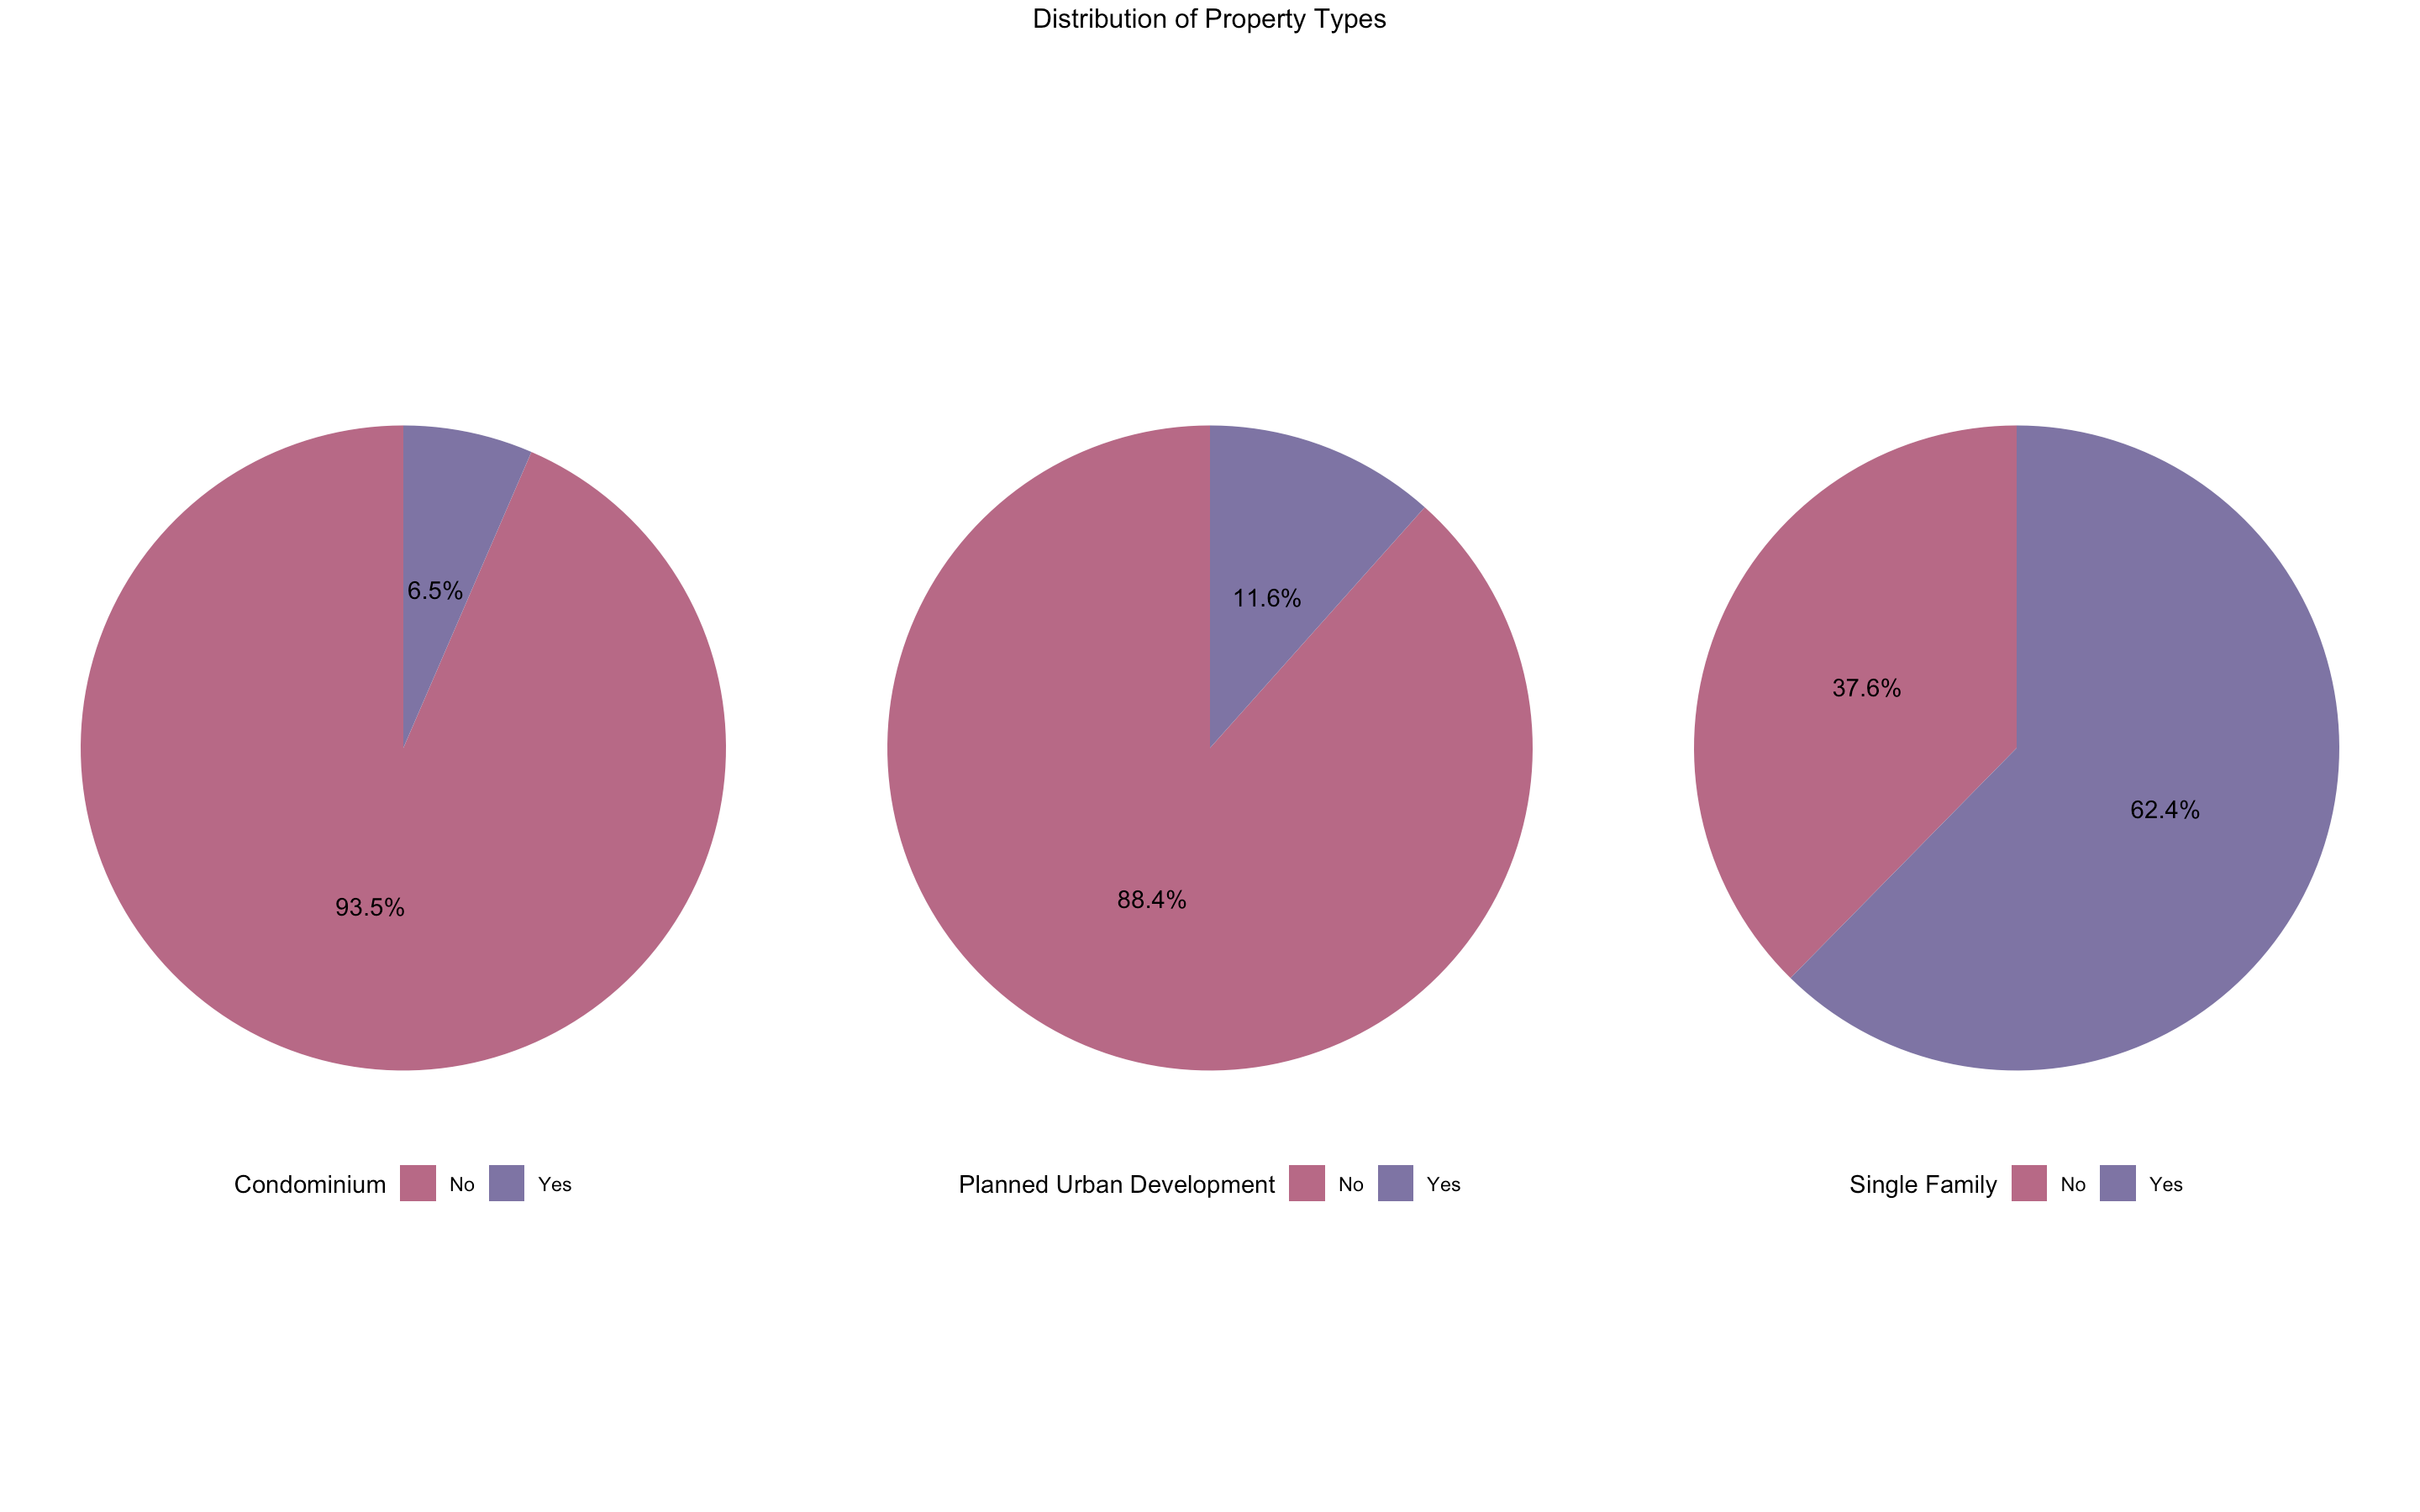 Distribution of Property Types
6.5%
93.5%
11.6%
88.4%
37.6%
62.4%
Condominium No Yes
Planned Urban Development No Yes
Single Family No Yes